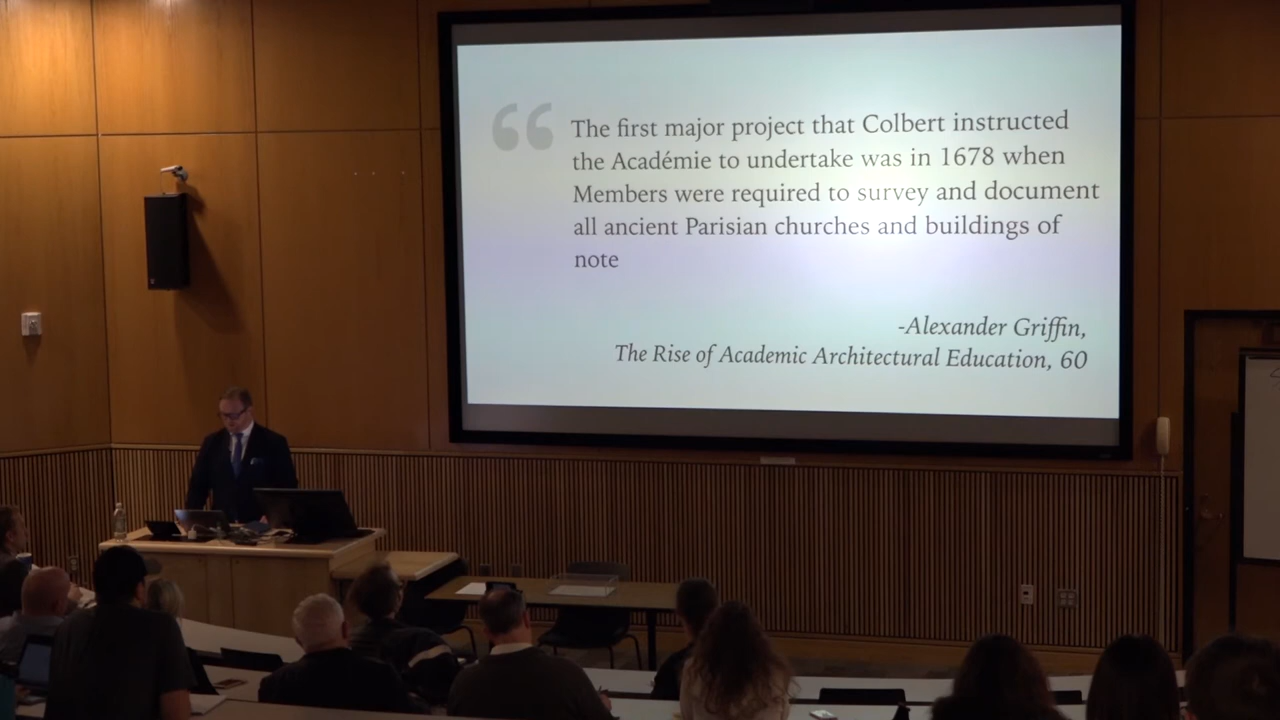 “
The first major project that Colbert instructed
the Académie to undertake was in 1678 when
Members were required to survey and document
all ancient Parisian churches and buildings of
note
-Alexander Griffin,
The Rise of Academic Architectural Education, 60